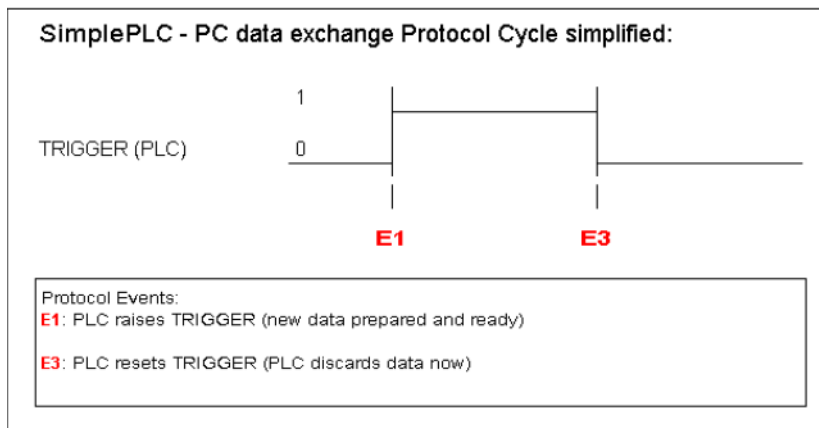 SimplePLC - PC data exchange Protocol Cycle simplified:
1
TRIGGER (PLC) 0
E1 E3
Protocol Events:
E1: PLC raises TRIGGER (new data prepared and ready)
E3: PLC resets TRIGGER (PLC discards data now)